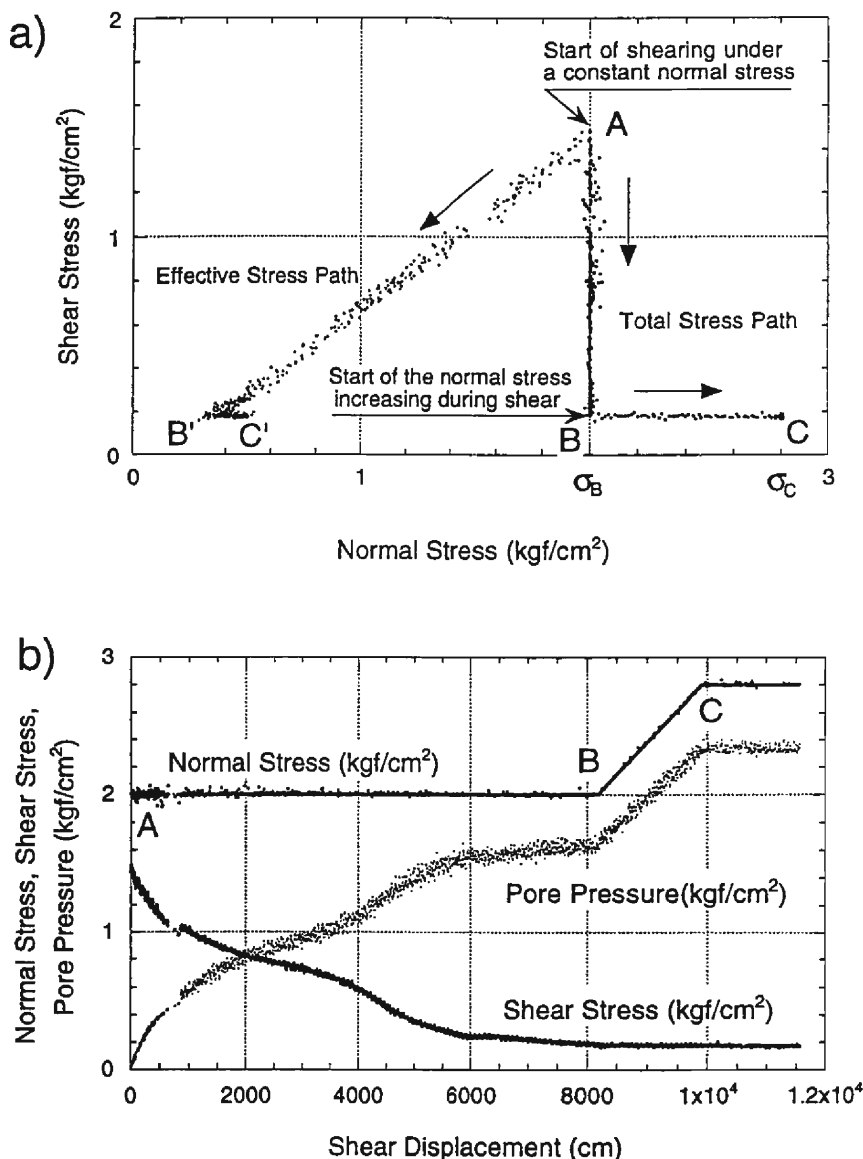 a)
2
Start of shearing under
a constant normal stress
A
Shear Stress (kgf/cm²)
1
Effective Stress Path
Total Stress Path
Start of the normal stress
increasing during shear
B'
C'
B
C
0
0
1
σB
σC
3
Normal Stress (kgf/cm²)
b)
3
C
B
Normal Stress (kgf/cm²)
2
A
Normal Stress, Shear Stress,
Pore Pressure (kgf/cm²)
Pore Pressure(kgf/cm²)
1
Shear Stress (kgf/cm²)
0
0
2000
4000
6000
8000
1x10⁴
1.2x10⁴
Shear Displacement (cm)